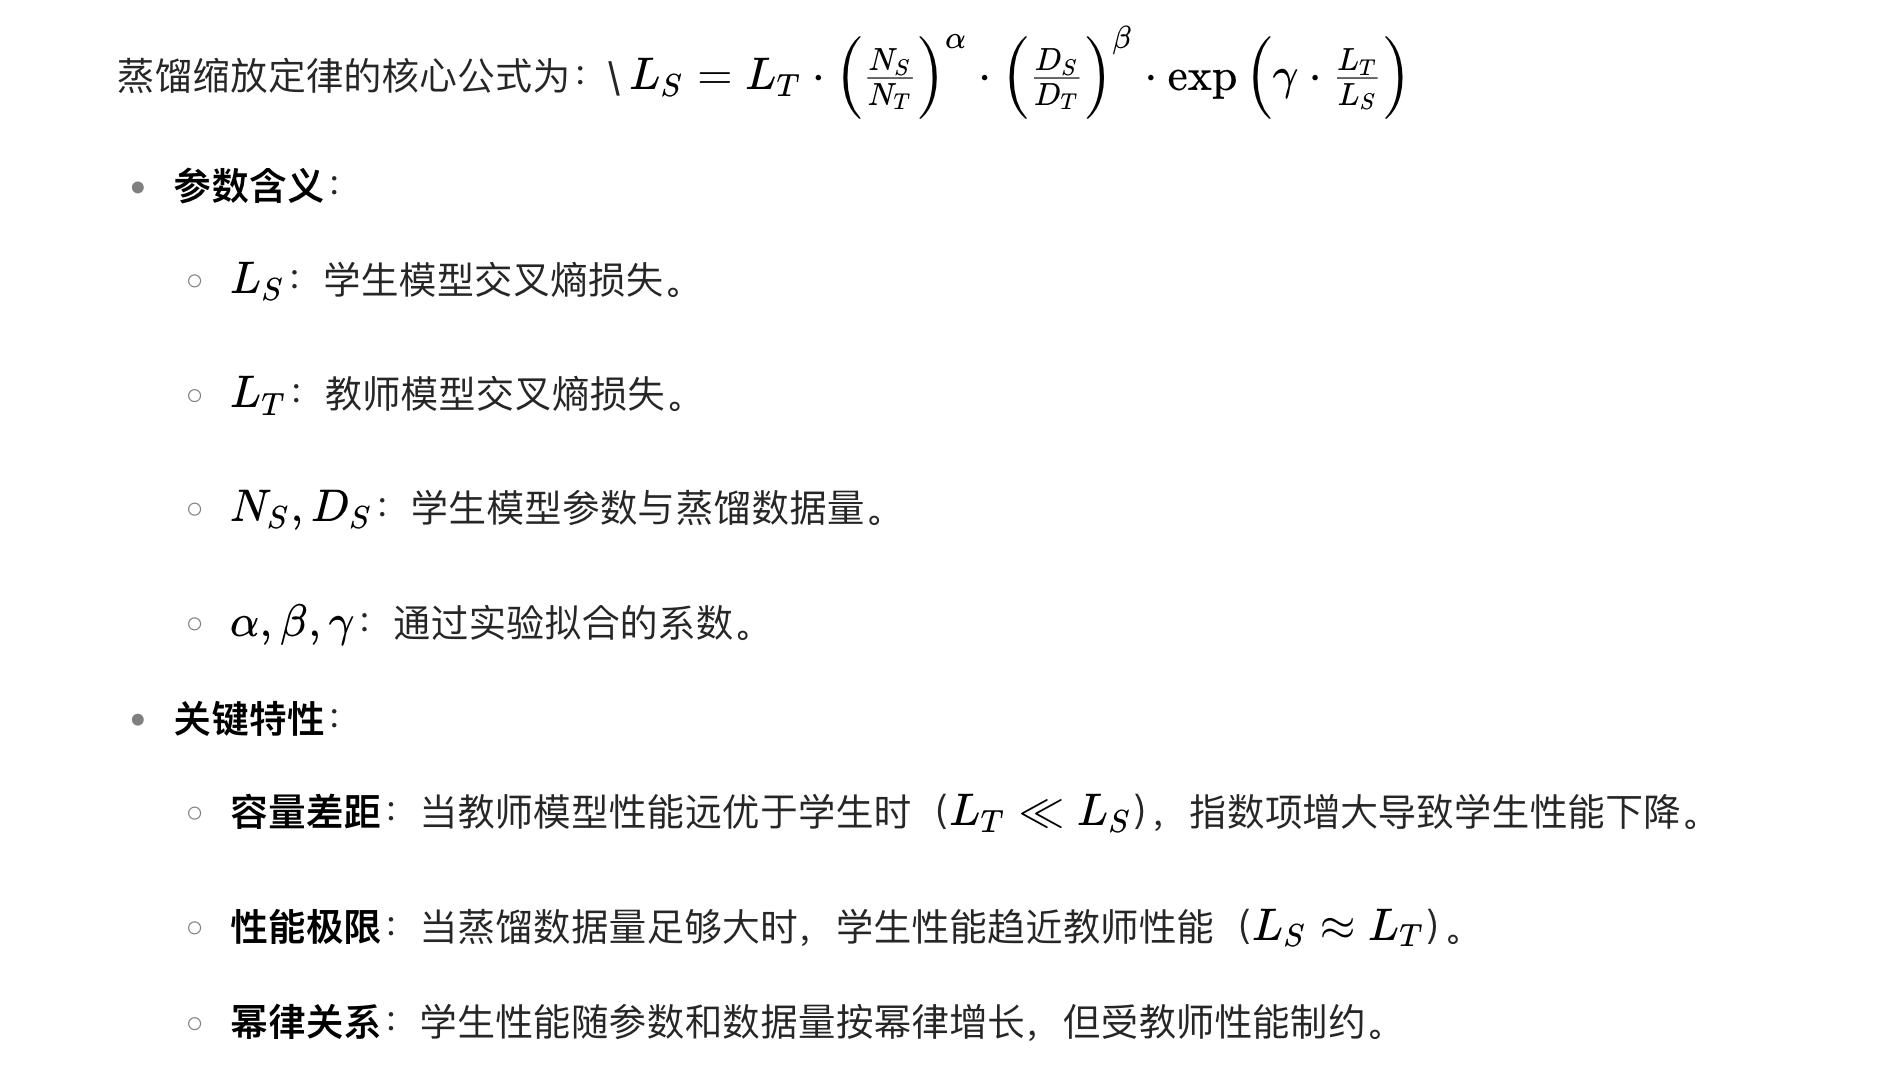 蒸馏缩放定律的核心公式为：\ $L_S = L_T \cdot \left(\frac{N_S}{N_T}\right)^{\alpha} \cdot \left(\frac{D_S}{D_T}\right)^{\beta} \cdot \exp\left(\gamma \cdot \frac{L_T}{L_S}\right)$
• 参数含义：
○ $L_S$：学生模型交叉熵损失。
○ $L_T$：教师模型交叉熵损失。
○ $N_S, D_S$：学生模型参数与蒸馏数据量。
○ $\alpha, \beta, \gamma$：通过实验拟合的系数。
• 关键特性：
○ 容量差距：当教师模型性能远优于学生时（$L_T \ll L_S$），指数项增大导致学生性能下降。
○ 性能极限：当蒸馏数据量足够大时，学生性能趋近教师性能（$L_S \approx L_T$）。
○ 幂律关系：学生性能随参数和数据量按幂律增长，但受教师性能制约。